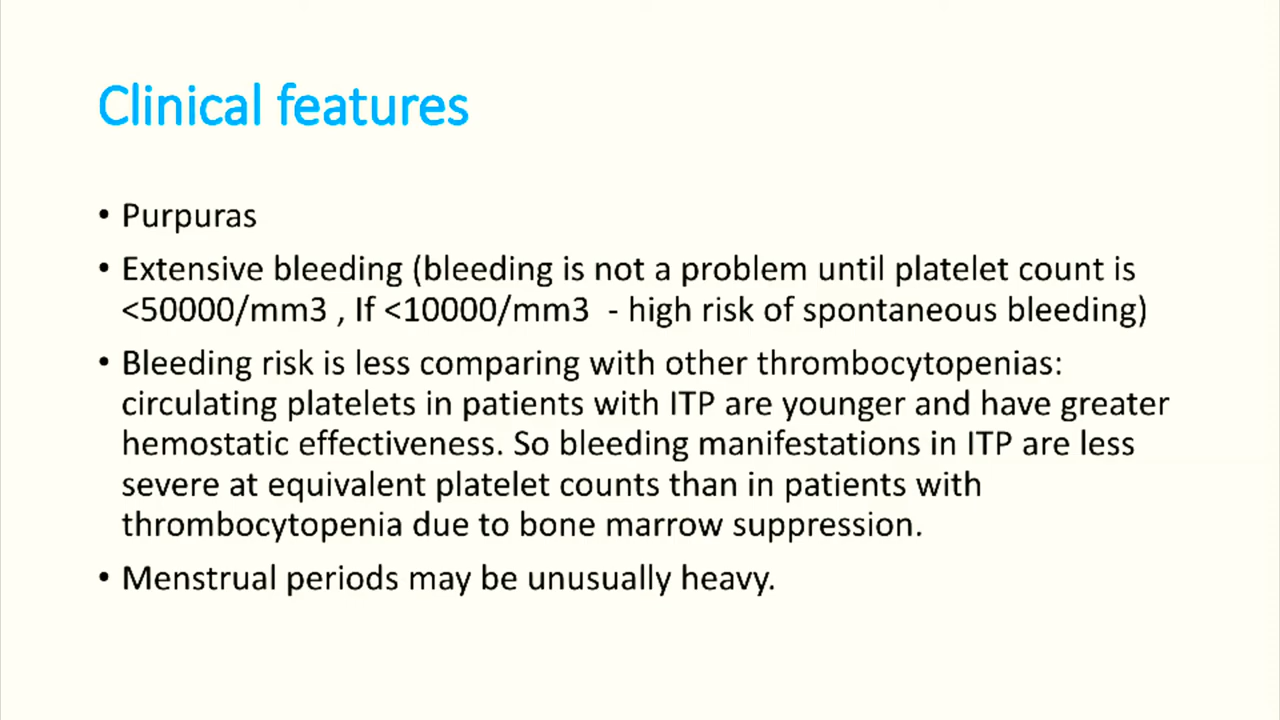 Clinical features
• Purpuras
• Extensive bleeding (bleeding is not a problem until platelet count is
<50000/mm3 , If <10000/mm3  - high risk of spontaneous bleeding)
• Bleeding risk is less comparing with other thrombocytopenias:
circulating platelets in patients with ITP are younger and have greater
hemostatic effectiveness. So bleeding manifestations in ITP are less
severe at equivalent platelet counts than in patients with
thrombocytopenia due to bone marrow suppression.
• Menstrual periods may be unusually heavy.